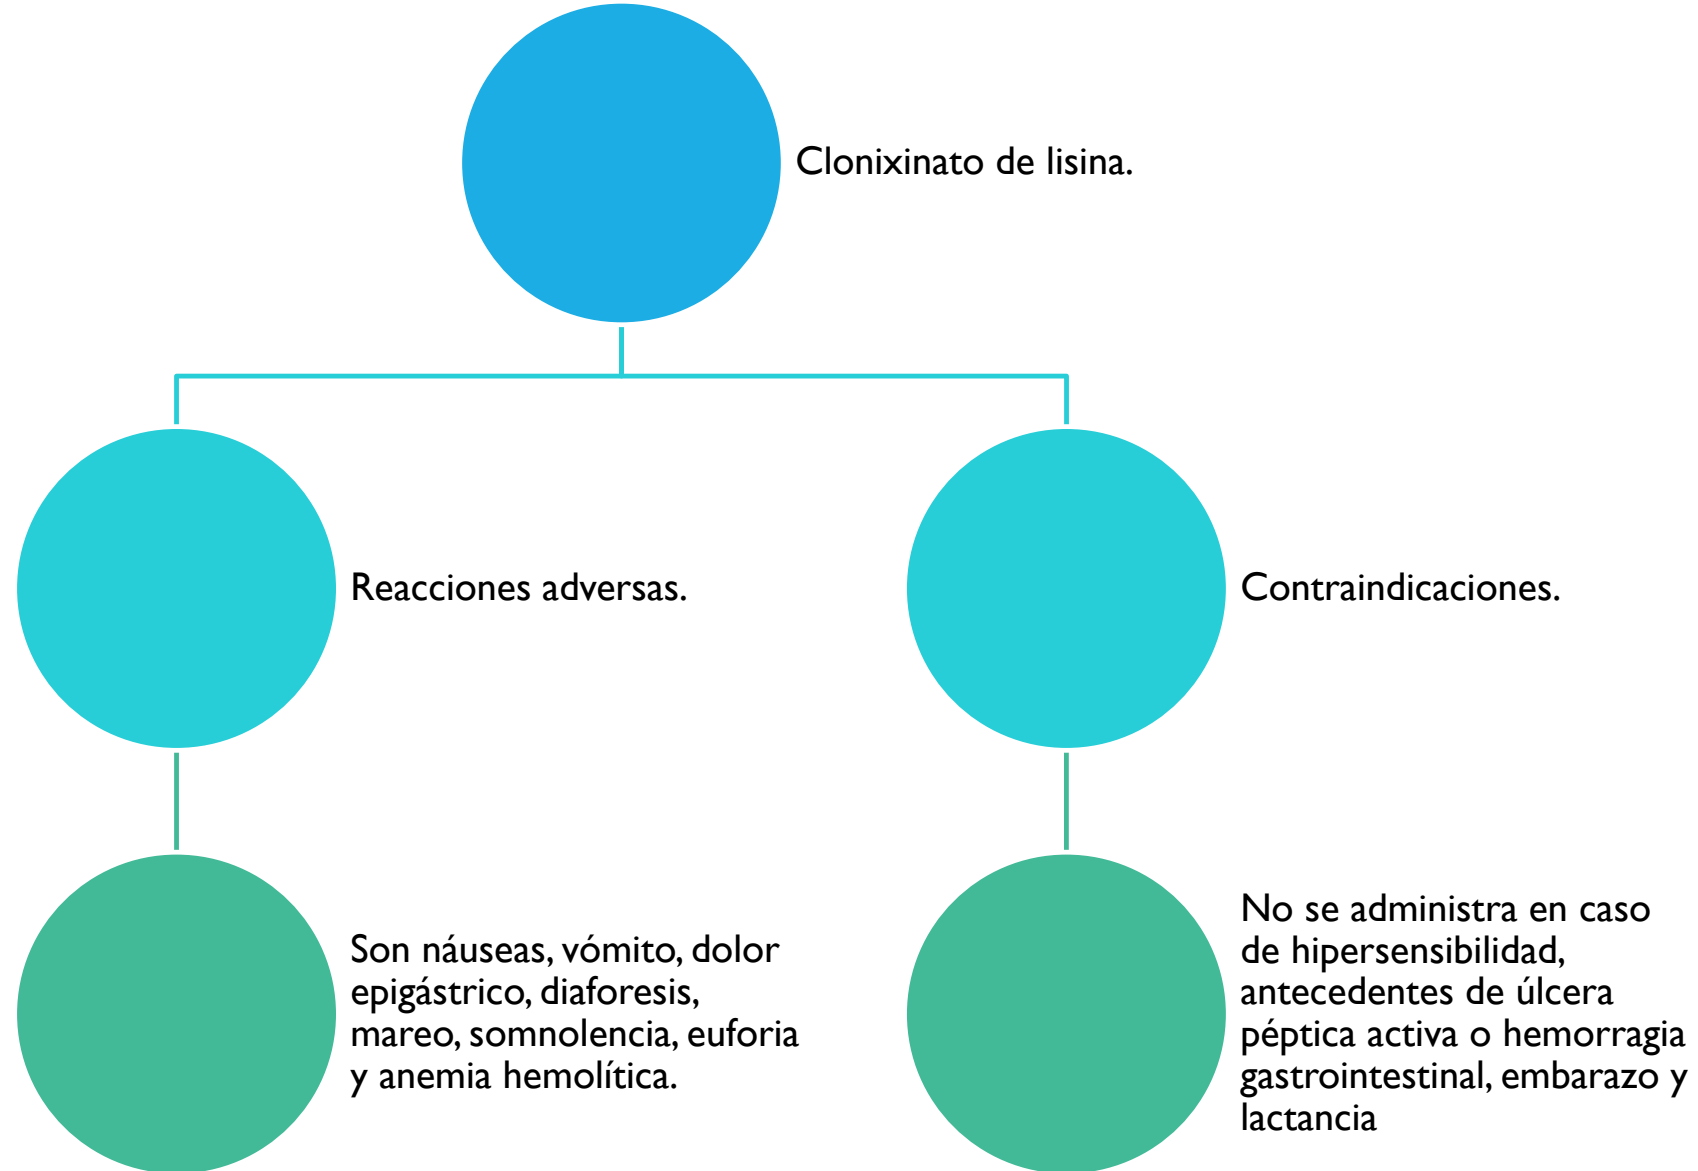 Clonixinato de lisina.
Reacciones adversas.
Contraindicaciones.
Son náuseas, vómito, dolor
epigástrico, diaforesis,
mareo, somnolencia, euforia
y anemia hemolítica.
No se administra en caso
de hipersensibilidad,
antecedentes de úlcera
péptica activa o hemorragia
gastrointestinal, embarazo y
lactancia